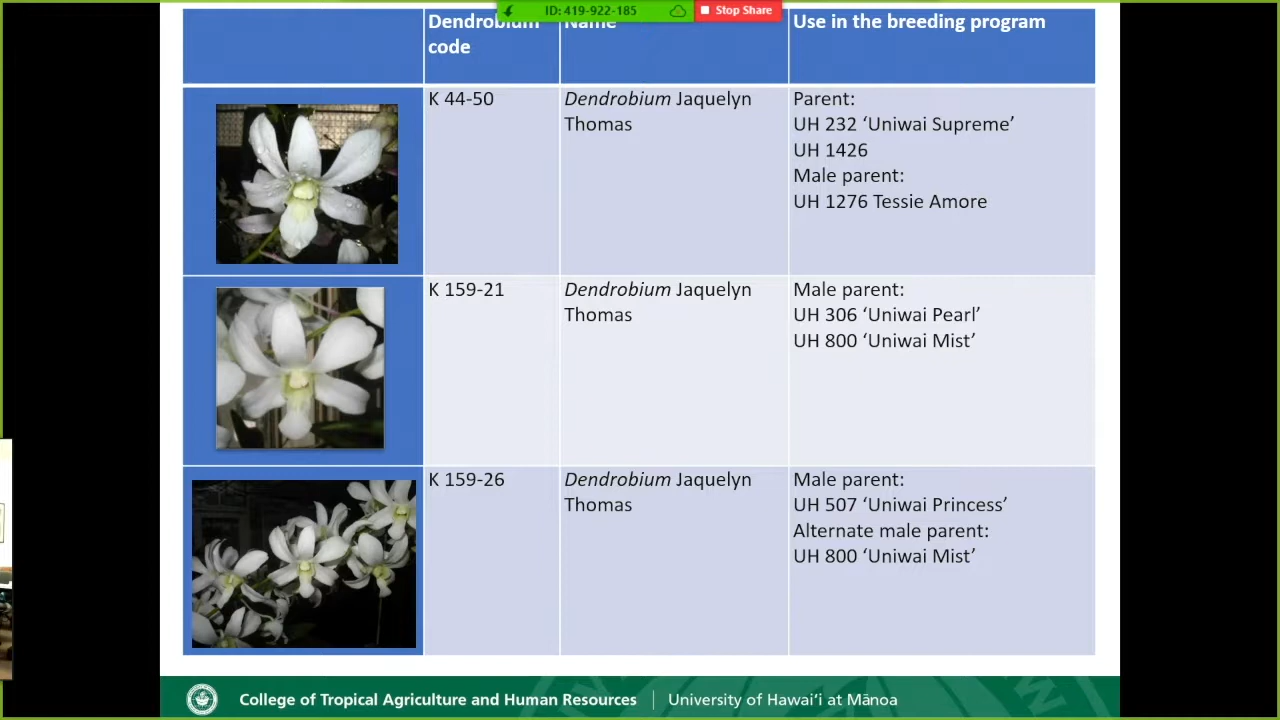 ID: 419-922-185
Stop Share
Dendrobium
code
Name
Use in the breeding program
K 44-50
Dendrobium Jaquelyn
Thomas
Parent:
UH 232 ‘Uniwai Supreme’
UH 1426
Male parent:
UH 1276 Tessie Amore
K 159-21
Dendrobium Jaquelyn
Thomas
Male parent:
UH 306 ‘Uniwai Pearl’
UH 800 ‘Uniwai Mist’
K 159-26
Dendrobium Jaquelyn
Thomas
Male parent:
UH 507 ‘Uniwai Princess’
Alternate male parent:
UH 800 ‘Uniwai Mist’
College of Tropical Agriculture and Human Resources
University of Hawai‘i at Mānoa